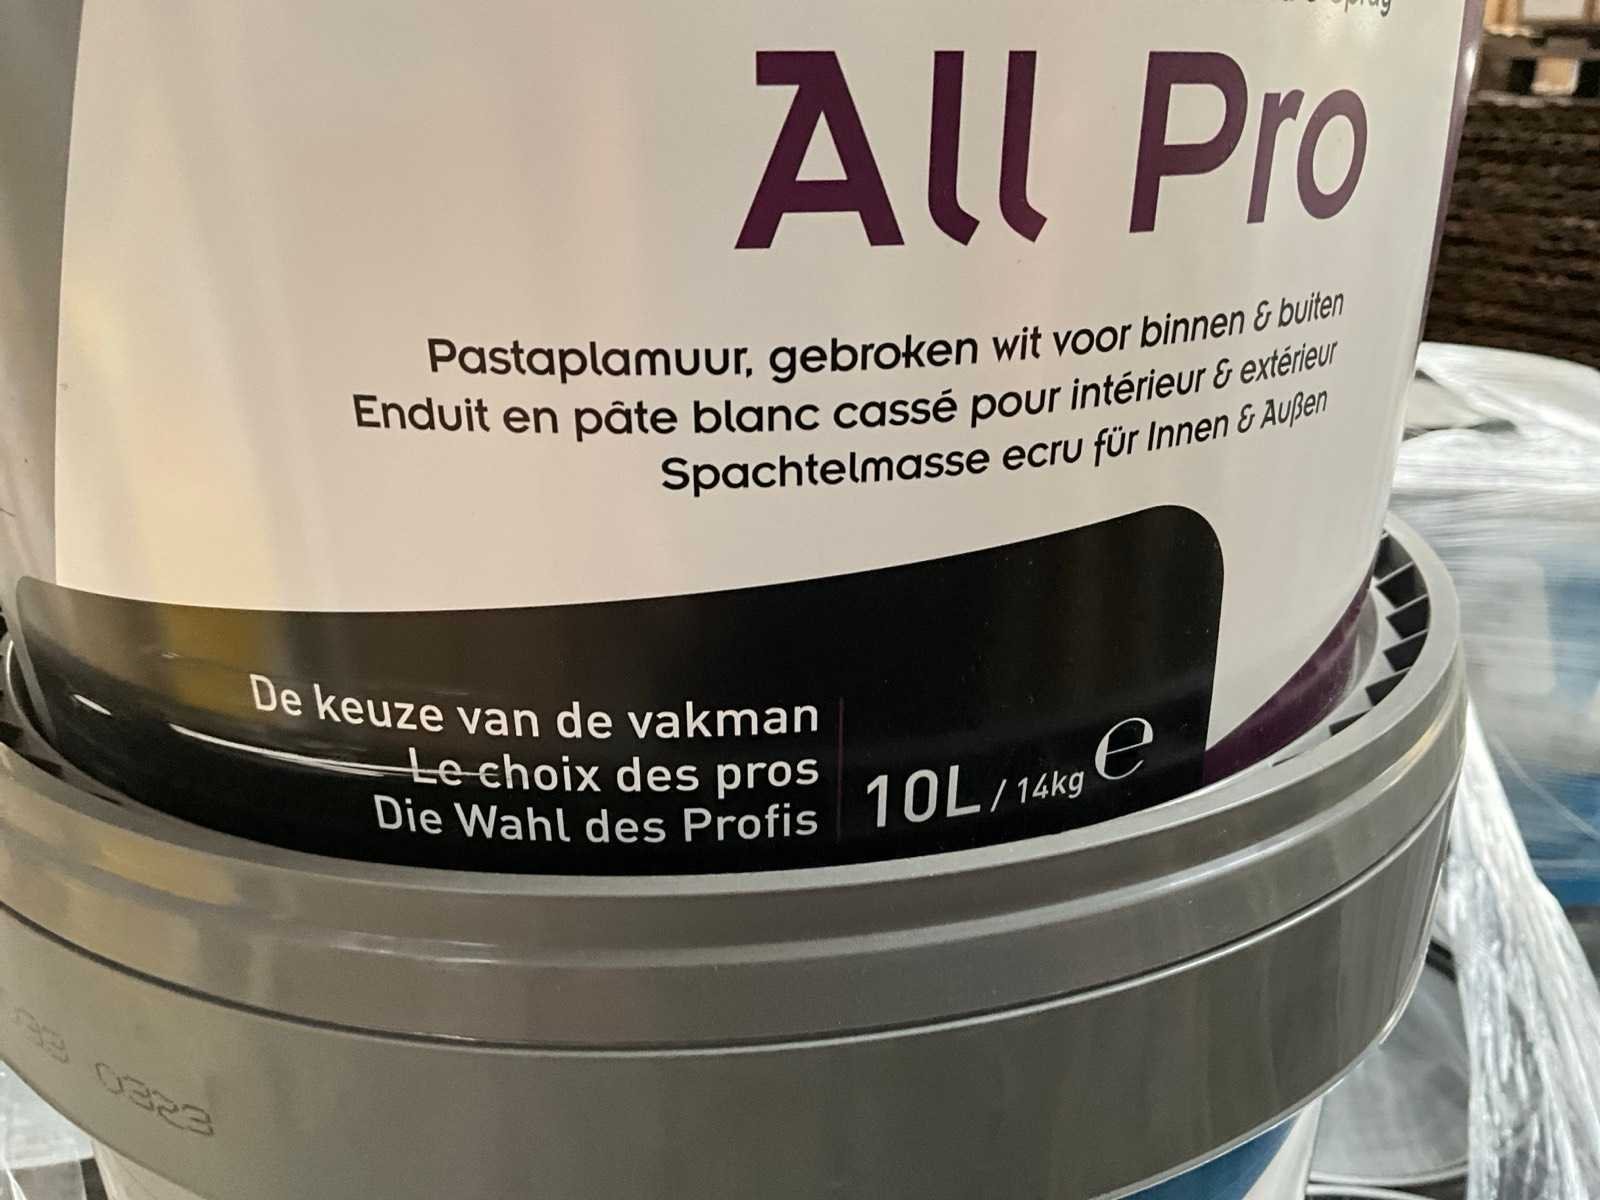 All Pro
Pastaplamuur, gebroken wit voor binnen & buiten
Enduit en pâte blanc cassé pour intérieur & extérieur
Spachtelmasse ecru für Innen & Außen
De keuze van de vakman
Le choix des pros
Die Wahl des Profis
10L / 14kg ℮